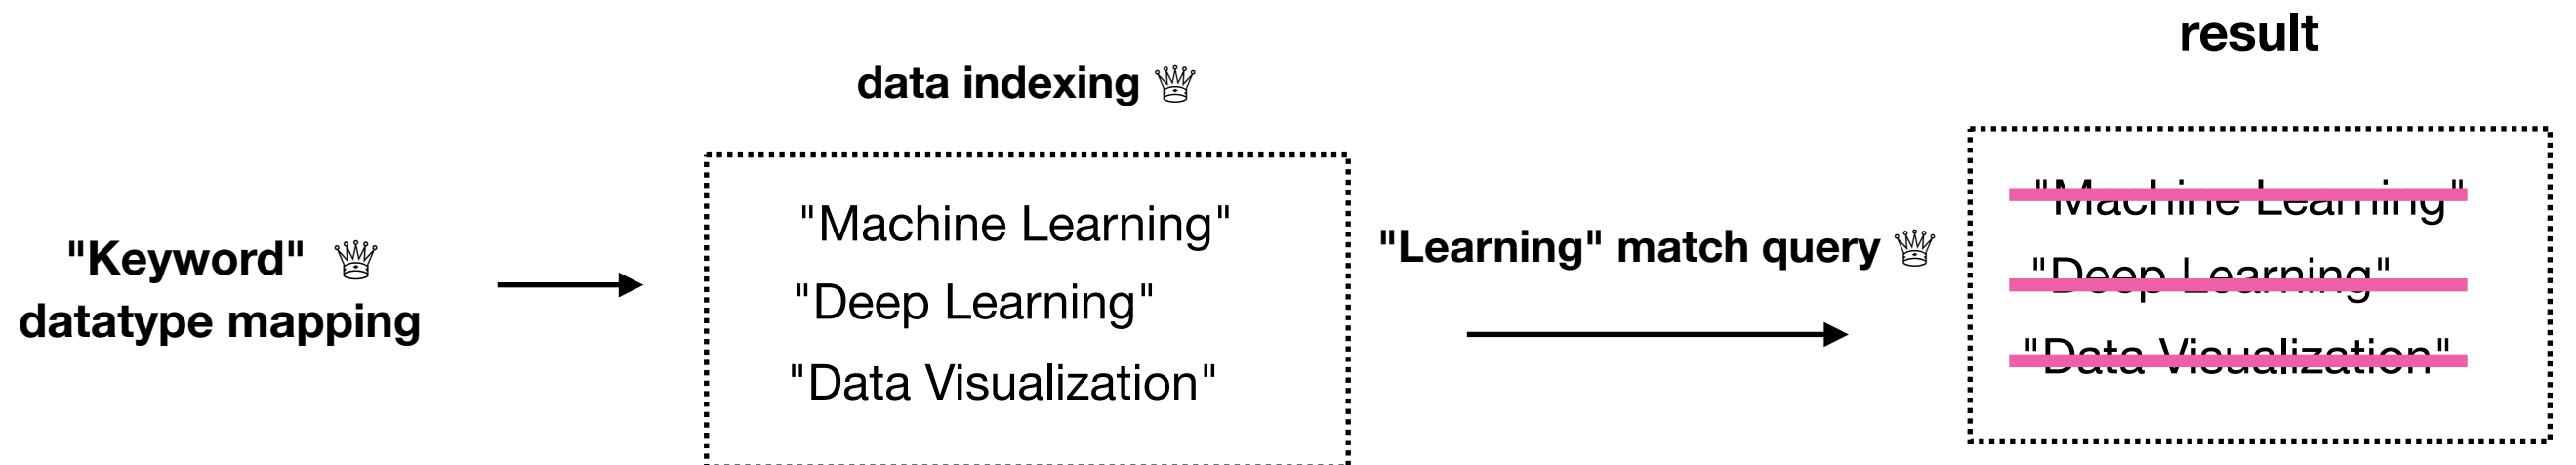 "Keyword" ♕
datatype mapping
data indexing ♕
"Machine Learning"
"Deep Learning"
"Data Visualization"
"Learning" match query ♕
result
"Machine Learning"
"Deep Learning"
"Data Visualization"